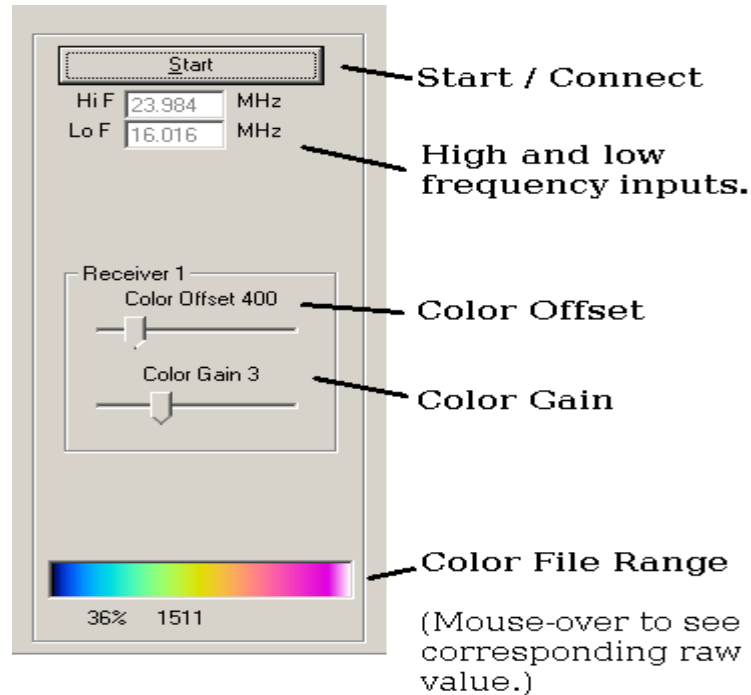 Start
Start / Connect
Hi F 23.984 MHz
Lo F 16.016 MHz
High and low
frequency inputs.
Receiver 1
Color Offset 400
Color Offset
Color Gain 3
Color Gain
Color File Range
36% 1511
(Mouse-over to see
corresponding raw
value.)